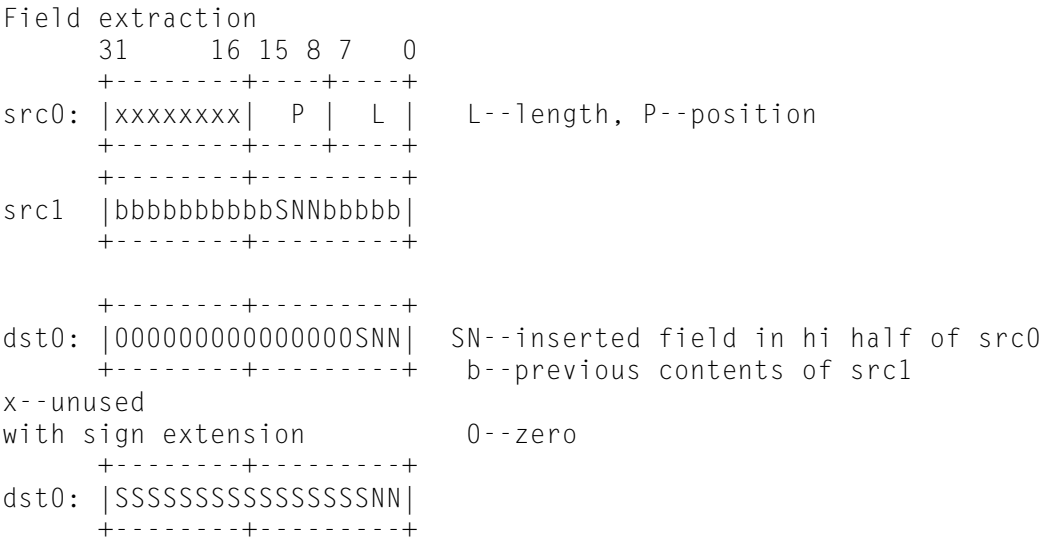 Field extraction
      31      16 15 8 7    0
      +--------+----+----+
src0: |xxxxxxxx|  P |  L |   L--length, P--position
      +--------+----+----+
      +--------+---------+
src1  |bbbbbbbbbbSNNbbbbb|
      +--------+---------+
      +--------+---------+
dst0: |000000000000000SNN|  SN--inserted field in hi half of src0
      +--------+---------+   b--previous contents of src1
x--unused
with sign extension          0--zero
      +--------+---------+
dst0: |SSSSSSSSSSSSSSSSNN|
      +--------+---------+